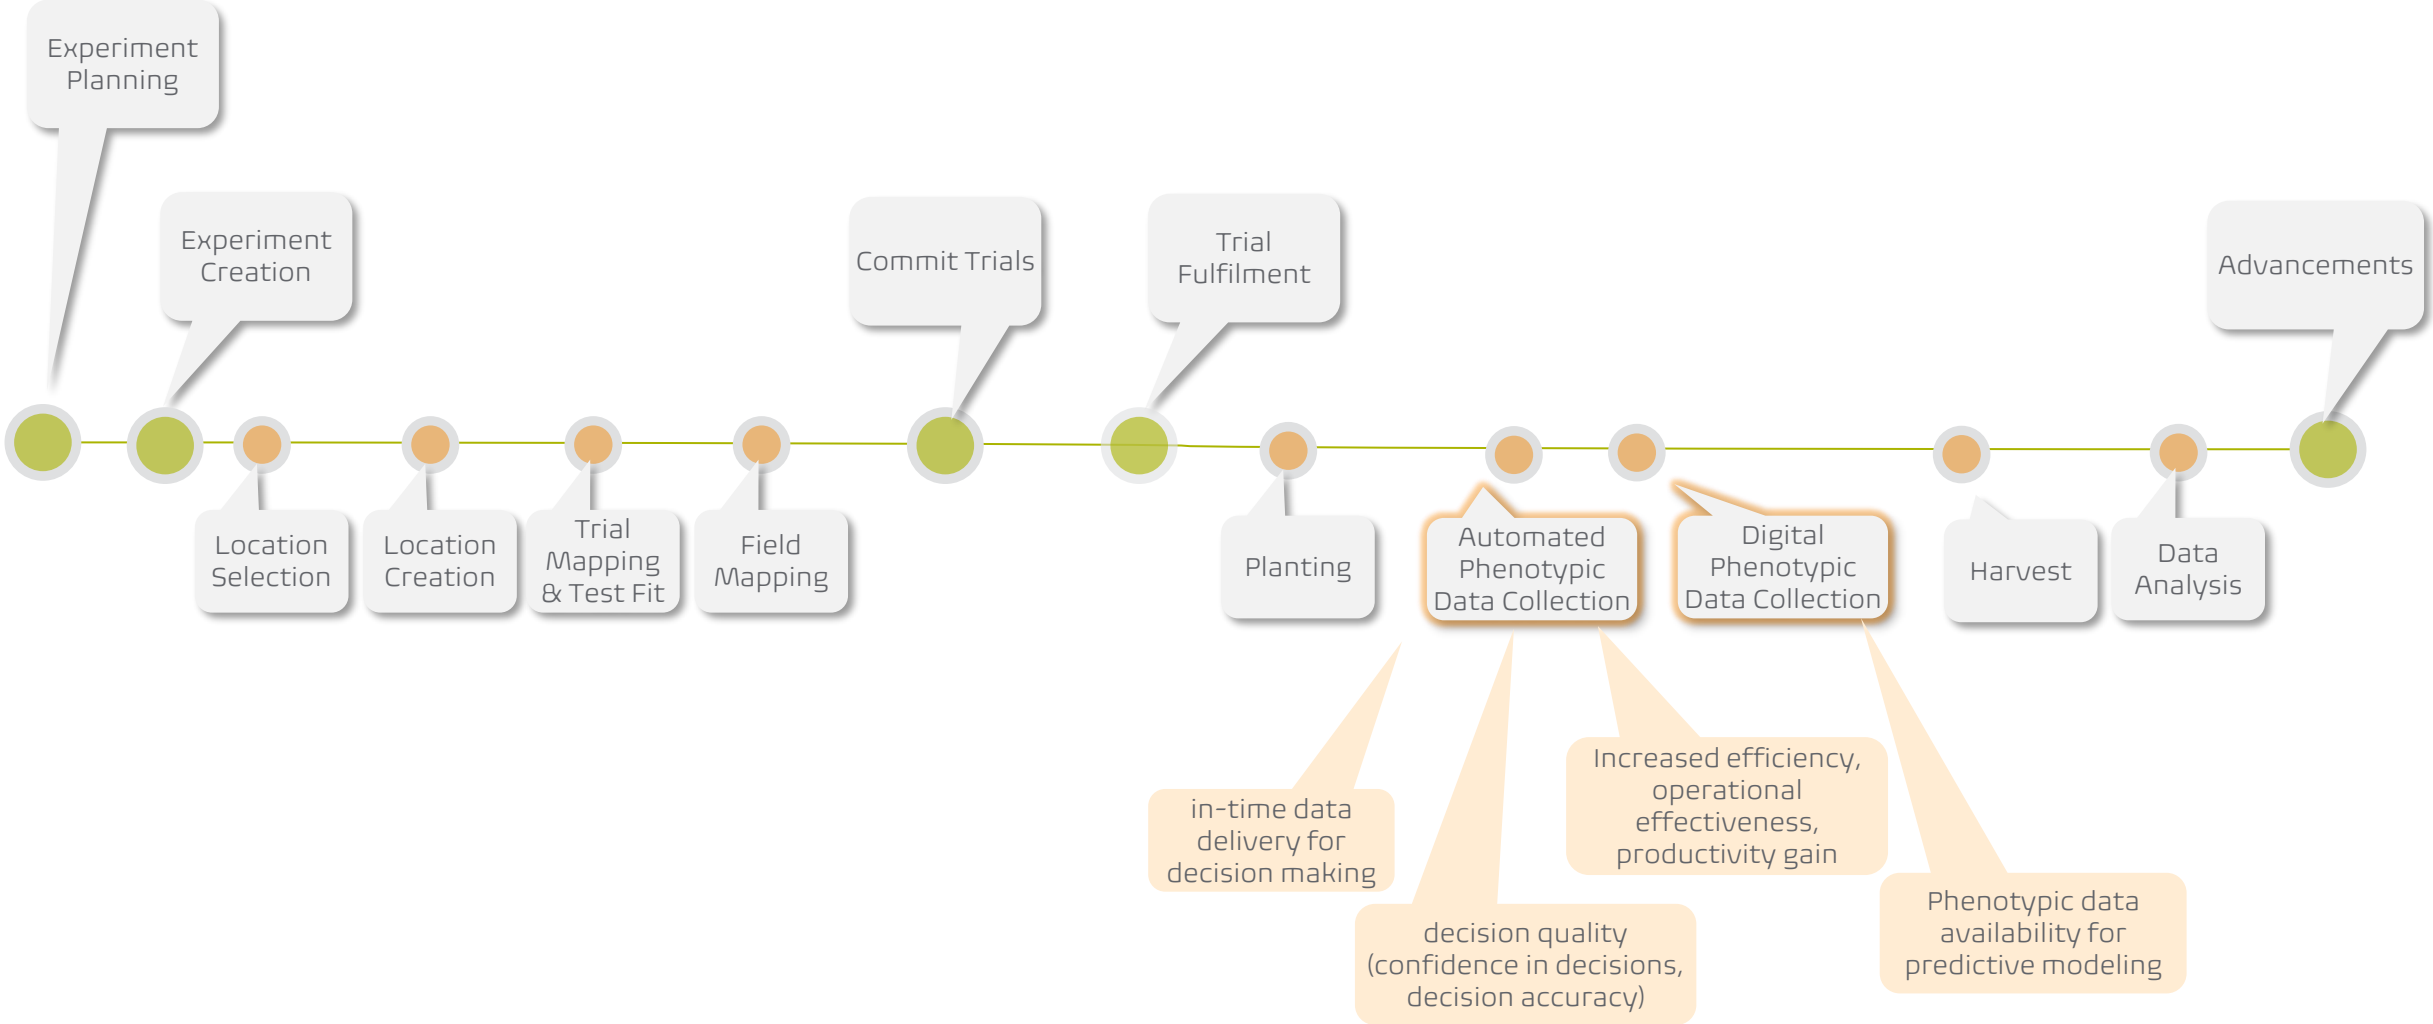 Experiment
Planning
Experiment
Creation
Commit Trials
Trial
Fulfilment
Advancements
Location
Selection
Location
Creation
Trial
Mapping
& Test Fit
Field
Mapping
Planting
Automated
Phenotypic
Data Collection
Digital
Phenotypic
Data Collection
Harvest
Data
Analysis
in-time data
delivery for
decision making
decision quality
(confidence in decisions,
decision accuracy)
Increased efficiency,
operational
effectiveness,
productivity gain
Phenotypic data
availability for
predictive modeling